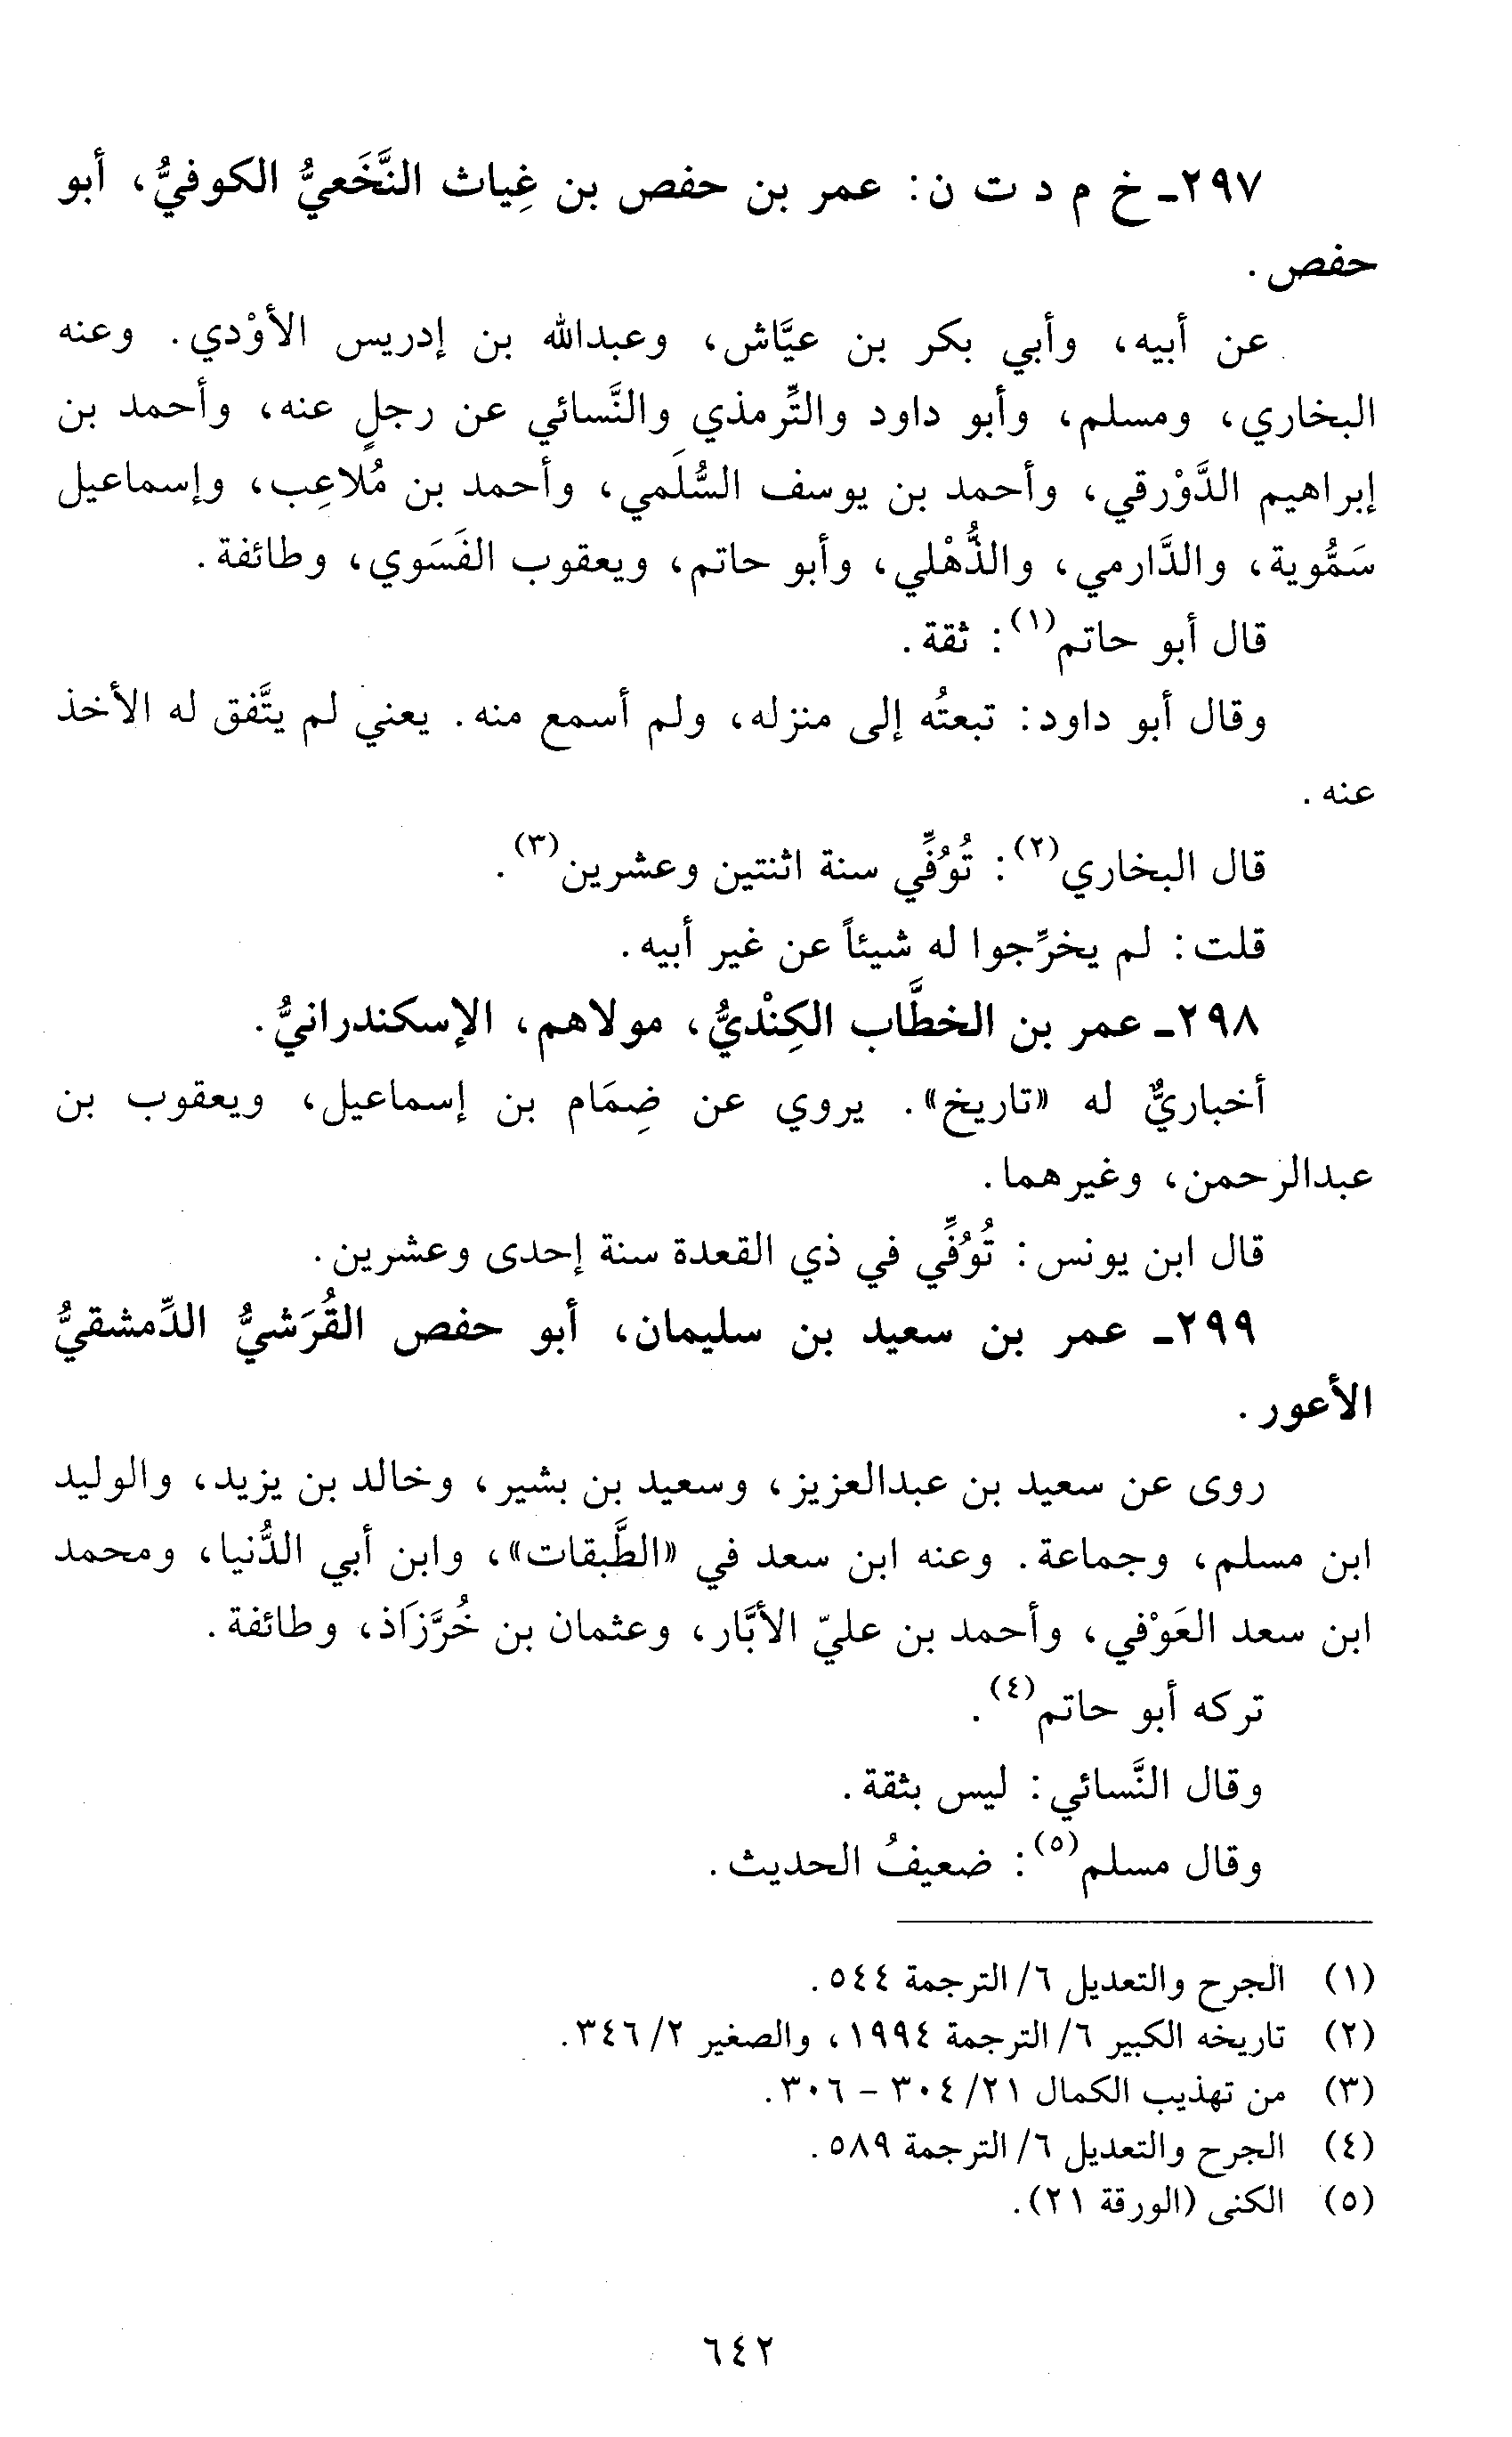 ٢٩٧ـ خ م د ت ن: عمر بن حفص بن غِياث النَّخَعيُّ الكوفيُّ، أبو
حفص.
عن أبيه، وأبي بكر بن عيَّاش، وعبدالله بن إدريس الأوْدي. وعنه
البخاري، ومسلم، وأبو داود والتِّرمذي والنَّسائي عن رجلٍ عنه، وأحمد بن
إبراهيم الدَّوْرقي، وأحمد بن يوسف السُّلَمي، وأحمد بن مُلاعِب، وإسماعيل
سَمُّوية، والدَّارمي، والذُّهْلي، وأبو حاتم، ويعقوب الفَسَوي، وطائفة.
قال أبو حاتم(١): ثقة.
وقال أبو داود: تبعتُه إلى منزله، ولم أسمع منه. يعني لم يتَّفق له الأخذ
عنه.
قال البخاري(٢): تُوُفِّي سنة اثنتين وعشرين(٣).
قلت: لم يخرِّجوا له شيئاً عن غير أبيه.
٢٩٨ـ عمر بن الخطَّاب الكِنْديُّ، مولاهم، الإسكندرانيُّ.
أخباريٌّ له «تاريخ». يروي عن ضِمَام بن إسماعيل، ويعقوب بن
عبدالرحمن، وغيرهما.
قال ابن يونس: تُوُفِّي في ذي القعدة سنة إحدى وعشرين.
٢٩٩ـ عمر بن سعيد بن سليمان، أبو حفص القُرَشيُّ الدِّمشقيُّ
الأعور.
روى عن سعيد بن عبدالعزيز، وسعيد بن بشير، وخالد بن يزيد، والوليد
ابن مسلم، وجماعة. وعنه ابن سعد في «الطَّبقات»، وابن أبي الدُّنيا، ومحمد
ابن سعد العَوْفي، وأحمد بن عليّ الأبَّار، وعثمان بن خُرَّزَاذ، وطائفة.
تركه أبو حاتم(٤).
وقال النَّسائي: ليس بثقة.
وقال مسلم(٥): ضعيفُ الحديث.
(١) الجرح والتعديل ٦/ الترجمة ٥٤٤.
(٢) تاريخه الكبير ٦/ الترجمة ١٩٩٤، والصغير ٢/ ٣٤٦.
(٣) من تهذيب الكمال ٢١/ ٣٠٤ - ٣٠٦.
(٤) الجرح والتعديل ٦/ الترجمة ٥٨٩.
(٥) الكنى (الورقة ٢١).
٦٤٢